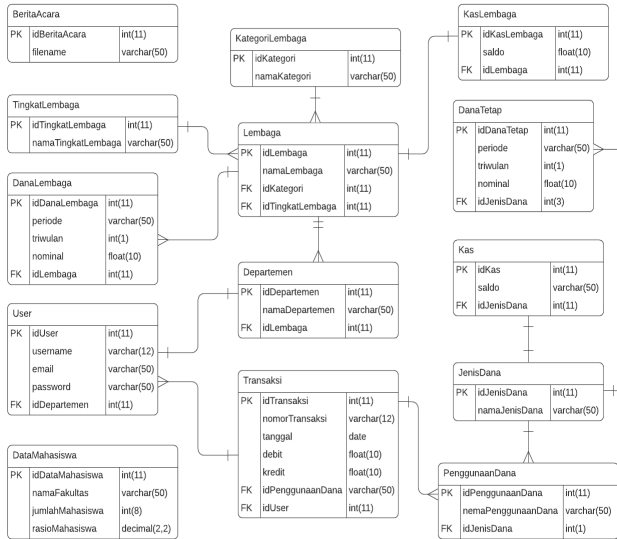 BeritaAcara
PK idBeritaAcara int(11)
filename varchar(50)
KategoriLembaga
PK idKategori int(11)
namaKategori varchar(50)
KasLembaga
PK idKasLembaga int(11)
saldo float(10)
FK idLembaga int(11)
TingkatLembaga
PK idTingkatLembaga int(11)
namaTingkatLembaga varchar(50)
Lembaga
PK idLembaga int(11)
namaLembaga varchar(50)
FK idKategori int(11)
FK idTingkatLembaga int(11)
DanaTetap
PK idDanaTetap int(11)
periode varchar(50)
triwulan int(1)
nominal float(10)
FK idJenisDana int(3)
DanaLembaga
PK idDanaLembaga int(11)
periode varchar(50)
triwulan int(1)
nominal float(10)
FK idLembaga int(11)
Departemen
PK idDepartemen int(11)
namaDepartemen varchar(50)
FK idLembaga int(11)
Kas
PK idKas int(11)
saldo varchar(50)
FK idJenisDana int(11)
User
PK idUser int(11)
username varchar(12)
email varchar(50)
password varchar(50)
FK idDepartemen int(11)
Transaksi
PK idTransaksi int(11)
nomorTransaksi varchar(12)
tanggal date
debit float(10)
kredit float(10)
FK idPenggunaanDana varchar(50)
FK idUser int(11)
JenisDana
PK idJenisDana int(11)
namaJenisDana varchar(50)
DataMahasiswa
PK idDataMahasiswa int(11)
namaFakultas varchar(50)
jumlahMahasiswa int(8)
rasioMahasiswa decimal(2,2)
PenggunaanDana
PK idPenggunaanDana int(11)
nemaPenggunaanDana varchar(50)
FK idJenisDana int(1)